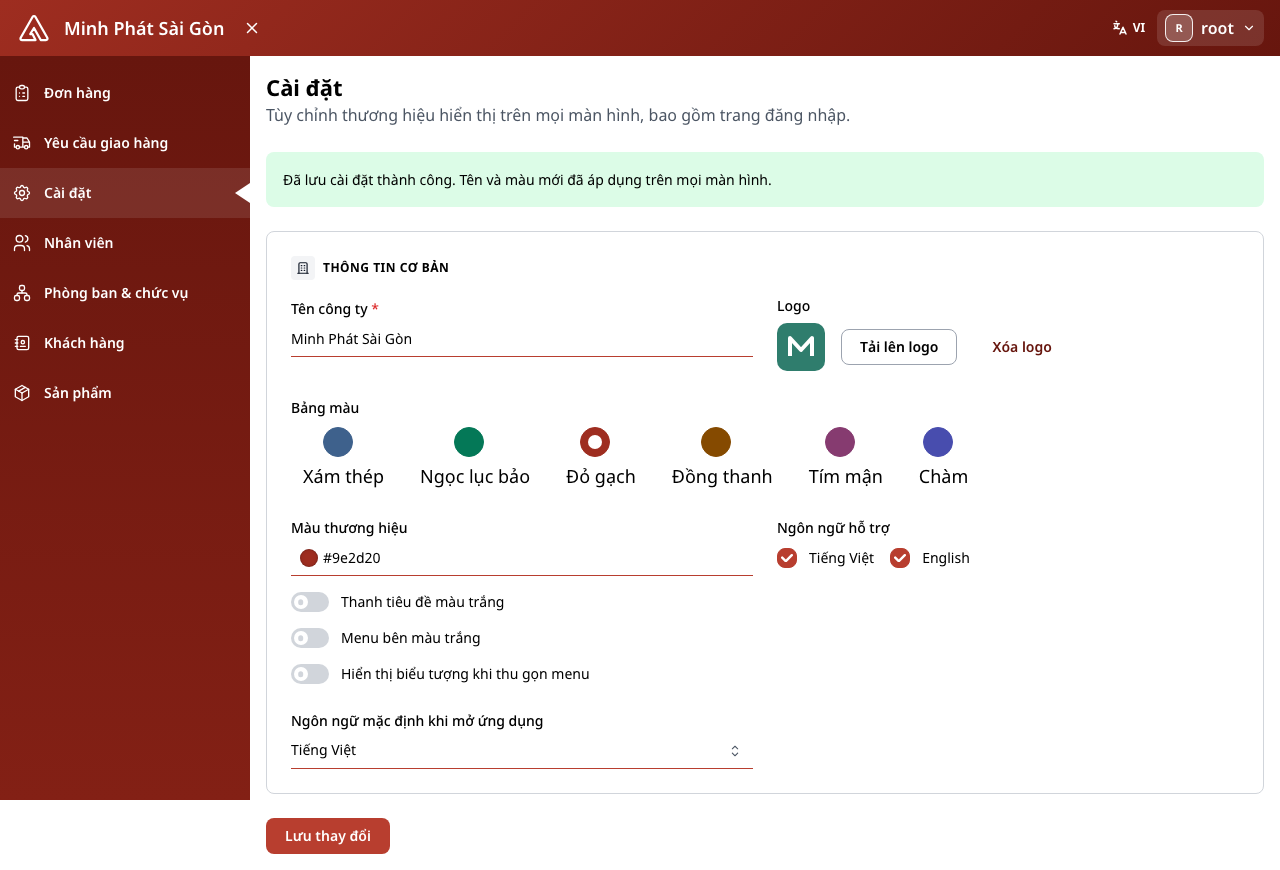 Minh Phát Sài Gòn
VI
R
root
Đơn hàng
Yêu cầu giao hàng
Cài đặt
Nhân viên
Phòng ban & chức vụ
Khách hàng
Sản phẩm
Cài đặt
Tùy chỉnh thương hiệu hiển thị trên mọi màn hình, bao gồm trang đăng nhập.
Đã lưu cài đặt thành công. Tên và màu mới đã áp dụng trên mọi màn hình.
THÔNG TIN CƠ BẢN
Tên công ty *
Minh Phát Sài Gòn
Logo
M
Tải lên logo
Xóa logo
Bảng màu
Xám thép
Ngọc lục bảo
Đỏ gạch
Đồng thanh
Tím mận
Chàm
Màu thương hiệu
#9e2d20
Ngôn ngữ hỗ trợ
Tiếng Việt
English
Thanh tiêu đề màu trắng
Menu bên màu trắng
Hiển thị biểu tượng khi thu gọn menu
Ngôn ngữ mặc định khi mở ứng dụng
Tiếng Việt
Lưu thay đổi